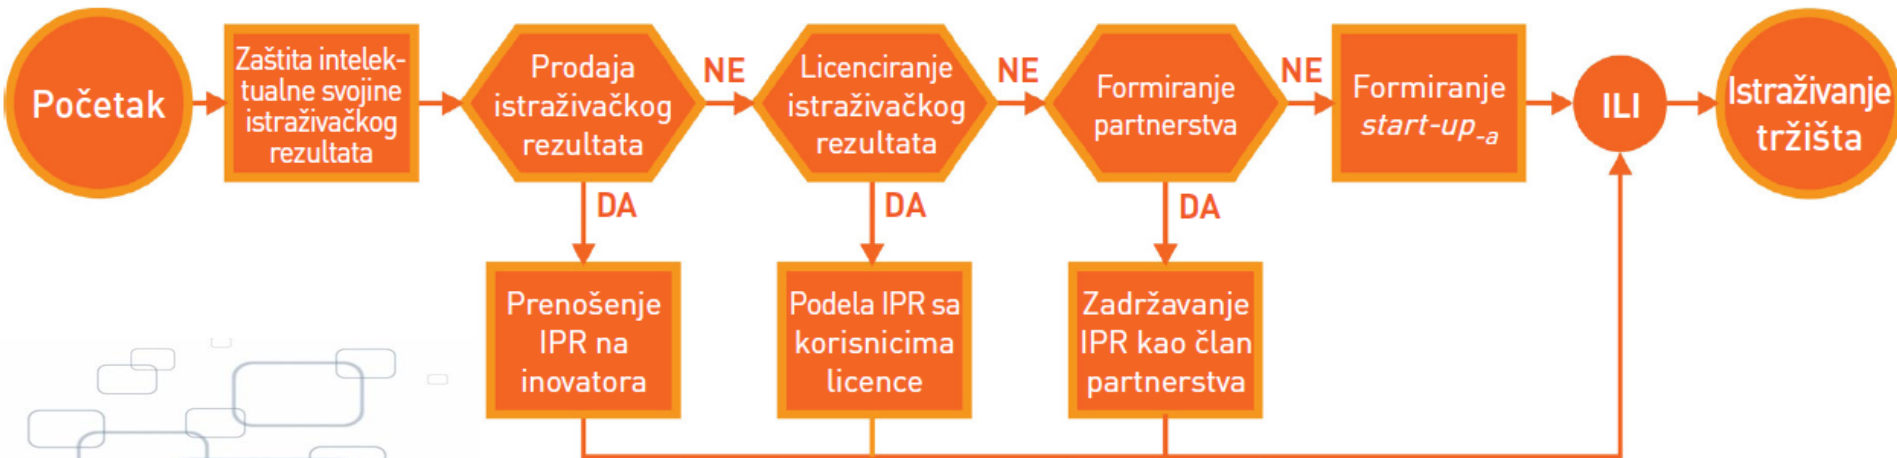 Početak
Zaštita intelek-
tualne svojine
istraživačkog
rezultata
Prodaja
istraživačkog
rezultata
NE
Licenciranje
istraživačkog
rezultata
NE
Formiranje
partnerstva
NE
Formiranje
start-up-a
ILI
Istraživanje
tržišta
DA
DA
DA
Prenošenje
IPR na
inovatora
Podela IPR sa
korisnicima
licence
Zadržavanje
IPR kao član
partnerstva